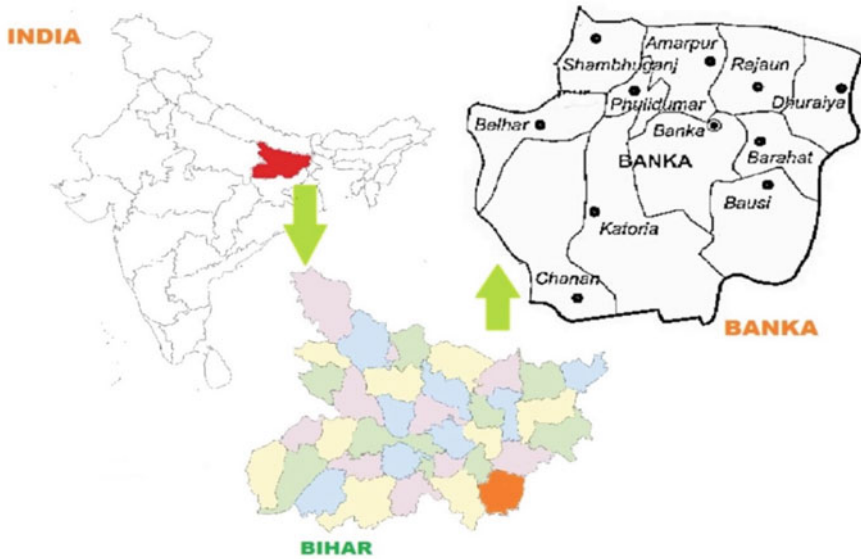 INDIA
Amarpur
Shambhuganj
Rajaun
Phulidumar
Dhuraiya
Belhar
Banka
BANKA
Barahat
Bausi
Katoria
Chanan
BANKA
BIHAR